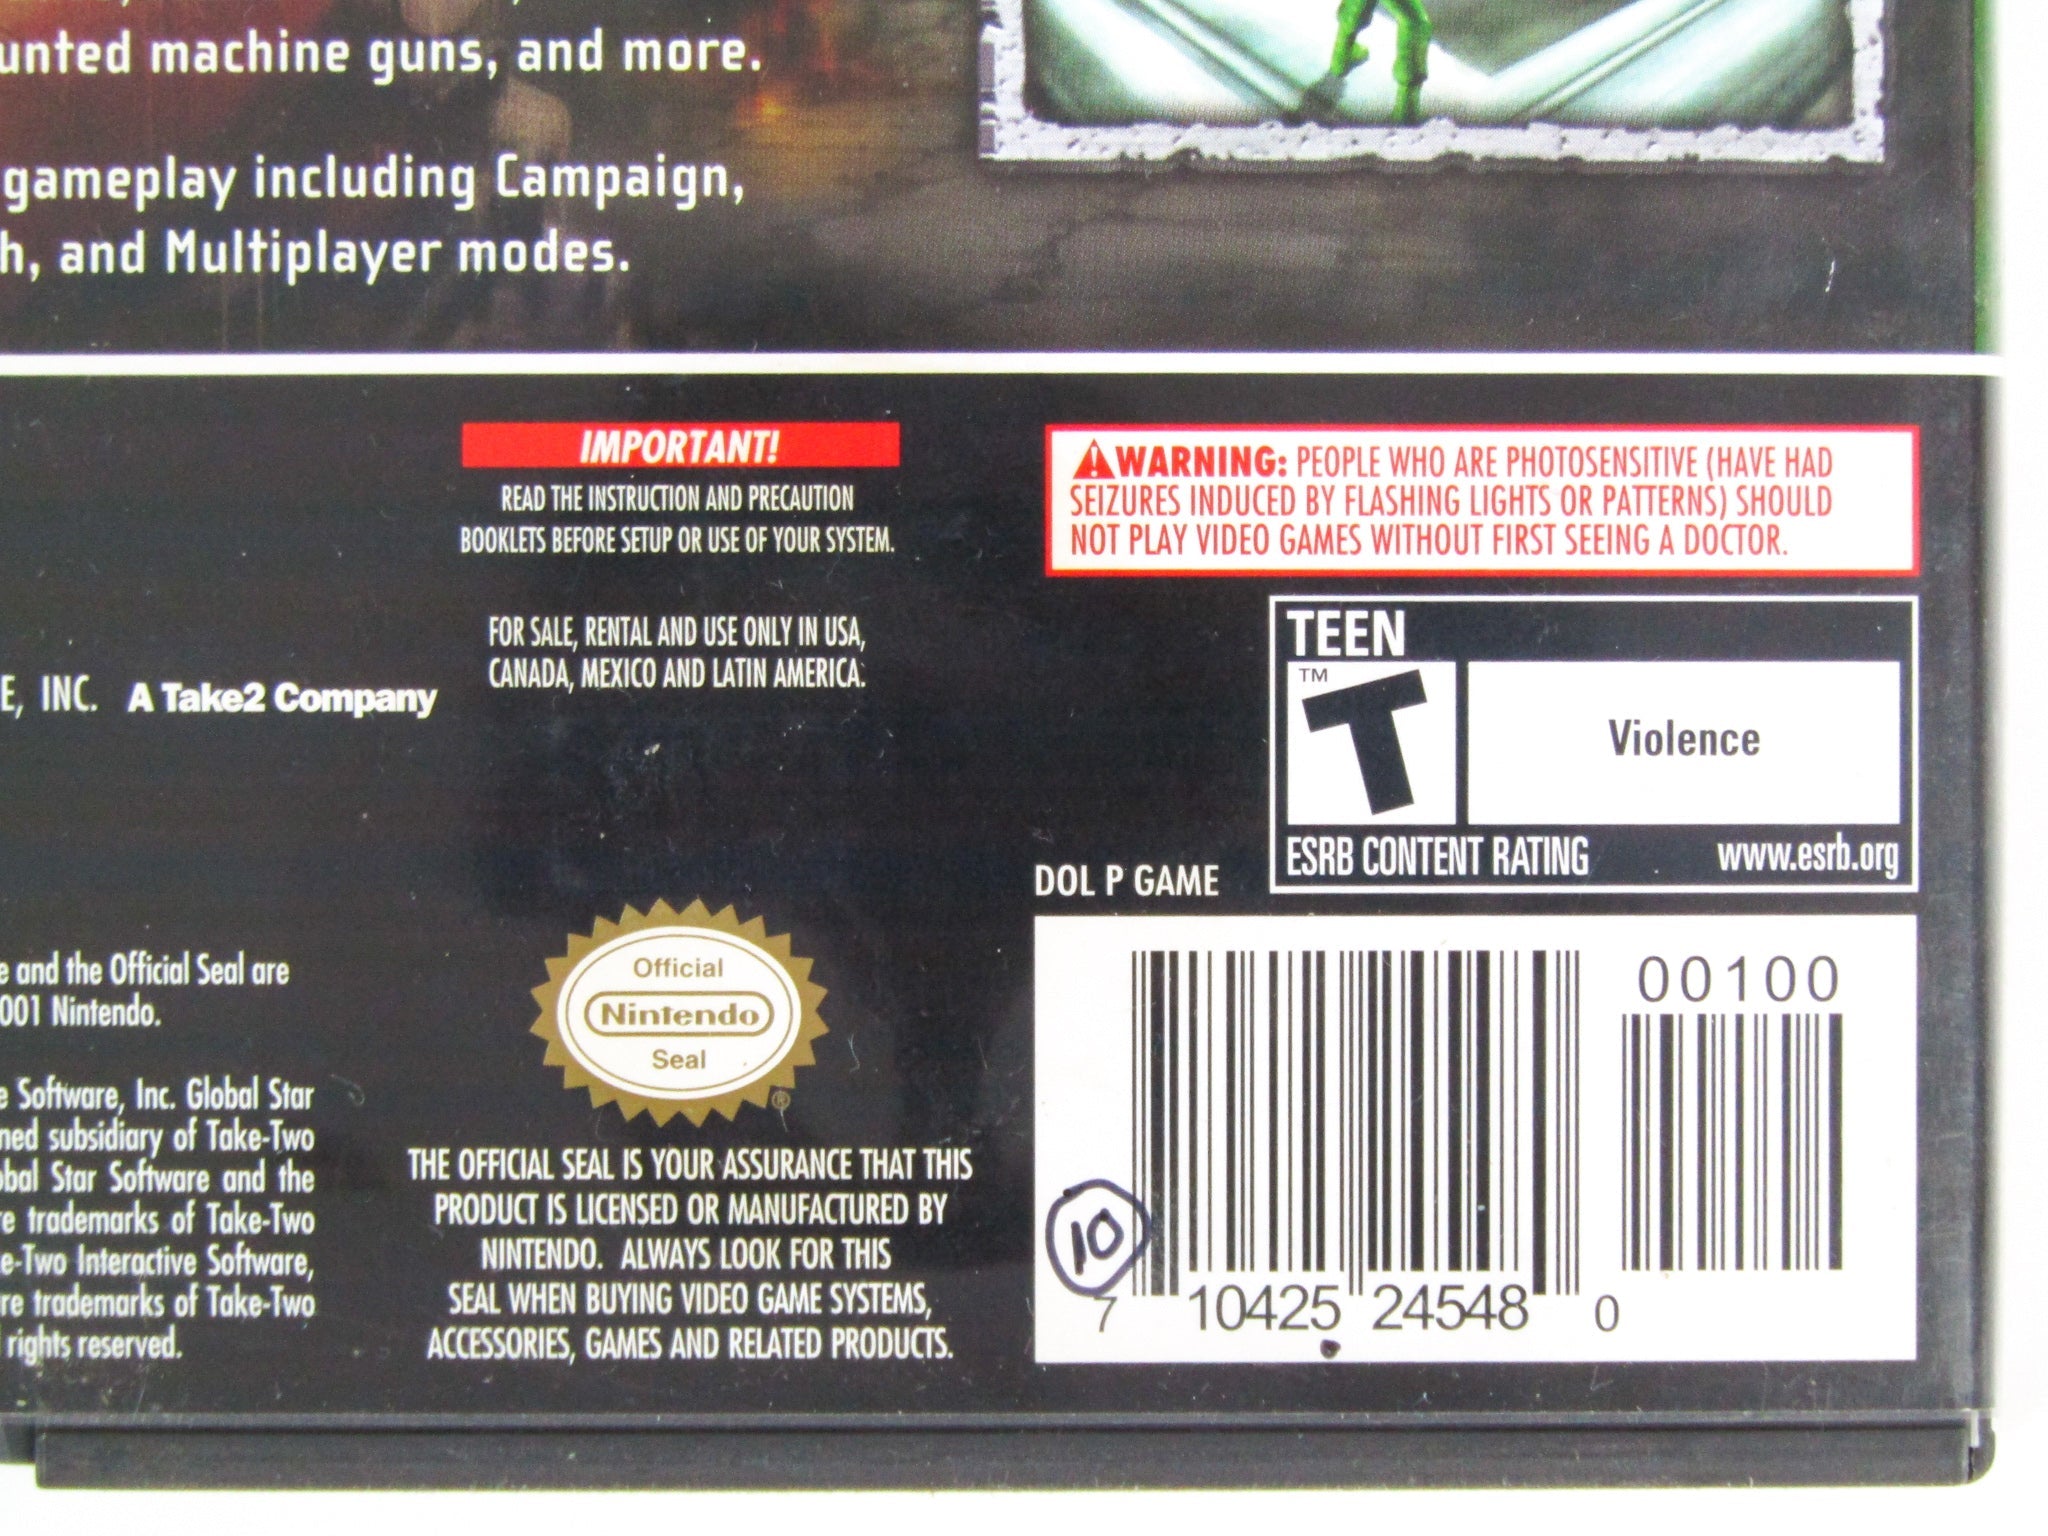 machine guns, and more.
gameplay including Campaign,
and Multiplayer modes.
IMPORTANT!
READ THE INSTRUCTION AND PRECAUTION
BOOKLETS BEFORE SETUP OR USE OF YOUR SYSTEM.
FOR SALE, RENTAL AND USE ONLY IN USA,
CANADA, MEXICO AND LATIN AMERICA.
INC. A Take2 Company
WARNING: PEOPLE WHO ARE PHOTOSENSITIVE (HAVE HAD
SEIZURES INDUCED BY FLASHING LIGHTS OR PATTERNS) SHOULD
NOT PLAY VIDEO GAMES WITHOUT FIRST SEEING A DOCTOR.
TEEN
TM
T
Violence
ESRB CONTENT RATING www.esrb.org
DOL P GAME
and the Official Seal are
001 Nintendo.
Software, Inc. Global Star
subsidiary of Take-Two
Star Software and the
trademarks of Take-Two
Interactive Software,
trademarks of Take-Two
rights reserved.
Official
Nintendo
Seal
®
THE OFFICIAL SEAL IS YOUR ASSURANCE THAT THIS
PRODUCT IS LICENSED OR MANUFACTURED BY
NINTENDO. ALWAYS LOOK FOR THIS
SEAL WHEN BUYING VIDEO GAME SYSTEMS,
ACCESSORIES, GAMES AND RELATED PRODUCTS.
00100
10
7 10425 24548 0